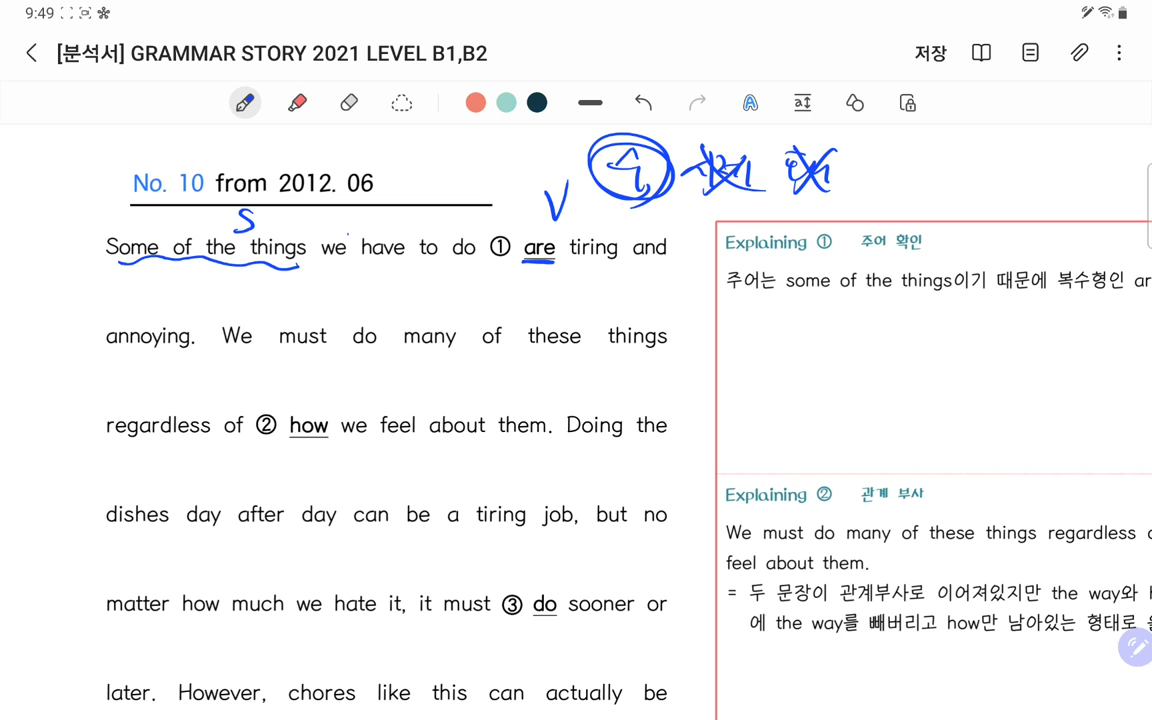 9:49
[분석서] GRAMMAR STORY 2021 LEVEL B1,B2
저장
No. 10 from 2012. 06
수
S
V
Some of the things we have to do ① are tiring and
annoying. We must do many of these things
regardless of ② how we feel about them. Doing the
dishes day after day can be a tiring job, but no
matter how much we hate it, it must ③ do sooner or
later. However, chores like this can actually be
Explaining ① 주어 확인
주어는 some of the things이기 때문에 복수형인 ar
Explaining ② 관계 부사
We must do many of these things regardless
feel about them.
= 두 문장이 관계부사로 이어져있지만 the way와
에 the way를 빼버리고 how만 남아있는 형태로